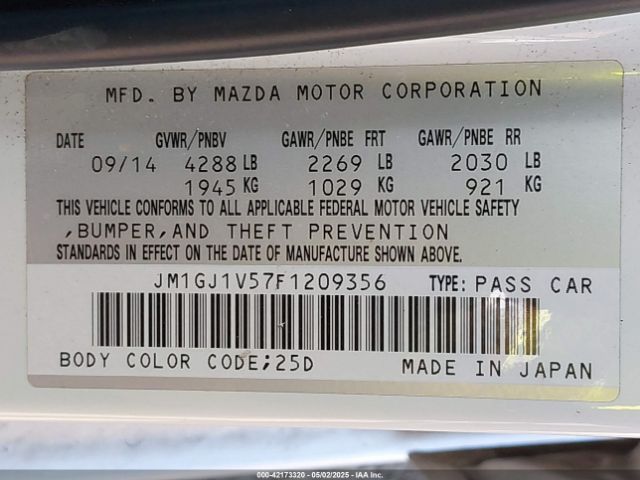 MFD. BY MAZDA MOTOR CORPORATION
DATE GVWR/PNBV GAWR/PNBE FRT GAWR/PNBE RR
09/14 4288 LB 2269 LB 2030 LB
1945 KG 1029 KG 921 KG
THIS VEHICLE CONFORMS TO ALL APPLICABLE FEDERAL MOTOR VEHICLE SAFETY
,BUMPER,AND THEFT PREVENTION
STANDARDS IN EFFECT ON THE DATE OF MANUFACTURE SHOWN ABOVE.
JM1GJ1V57F1209356 TYPE: PASS CAR
BODY COLOR CODE;25D MADE IN JAPAN
000-42173320 - 05/02/2025 - IAAI.com